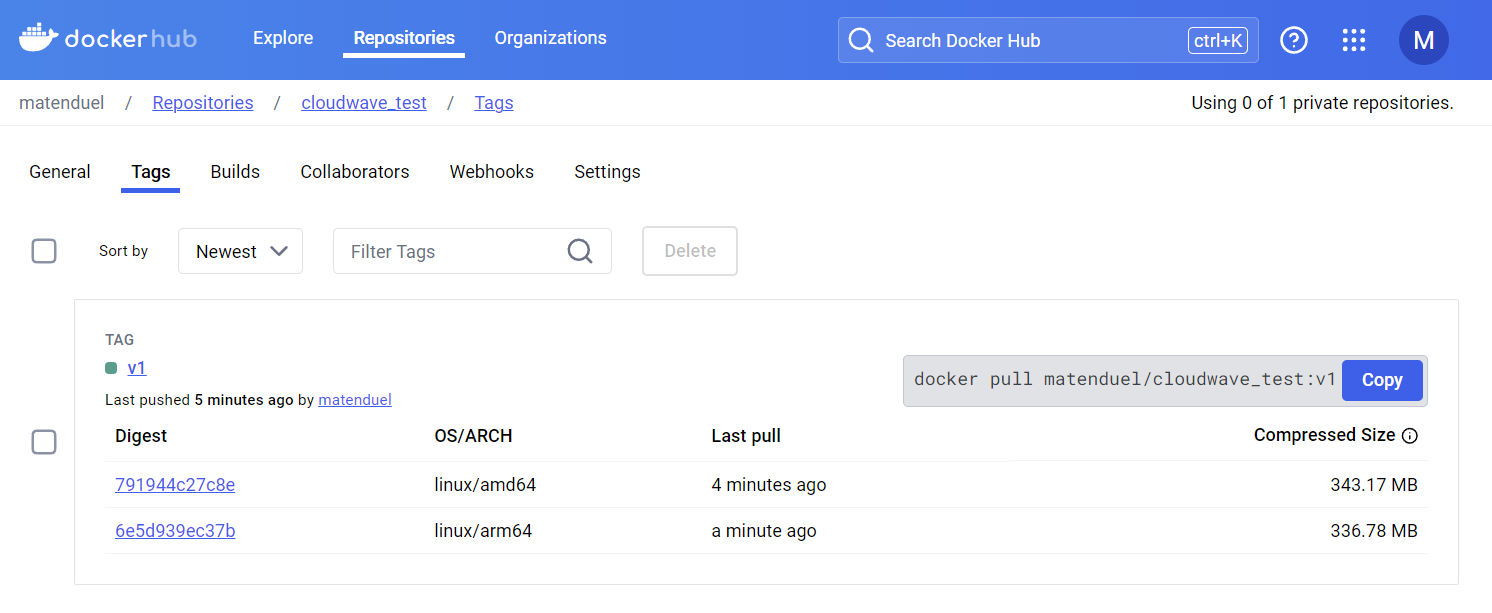 docker hub Explore Repositories Organizations Search Docker Hub ctrl+K ? M
matenduel / Repositories / cloudwave_test / Tags Using 0 of 1 private repositories.
General Tags Builds Collaborators Webhooks Settings
Sort by Newest Filter Tags Delete
TAG
v1
docker pull matenduel/cloudwave_test:v1 Copy
Last pushed 5 minutes ago by matenduel
Digest OS/ARCH Last pull Compressed Size
791944c27c8e linux/amd64 4 minutes ago 343.17 MB
6e5d939ec37b linux/arm64 a minute ago 336.78 MB